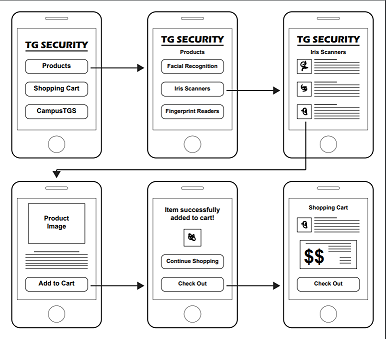 TG SECURITY
Products
Shopping Cart
CampusTGS
TG SECURITY
Products
Facial Recognition
Iris Scanners
Fingerprint Readers
TG SECURITY
Iris Scanners
Product
Image
Add to Cart
Item successfully
added to cart!
Continue Shopping
Check Out
Shopping Cart
$$
Check Out